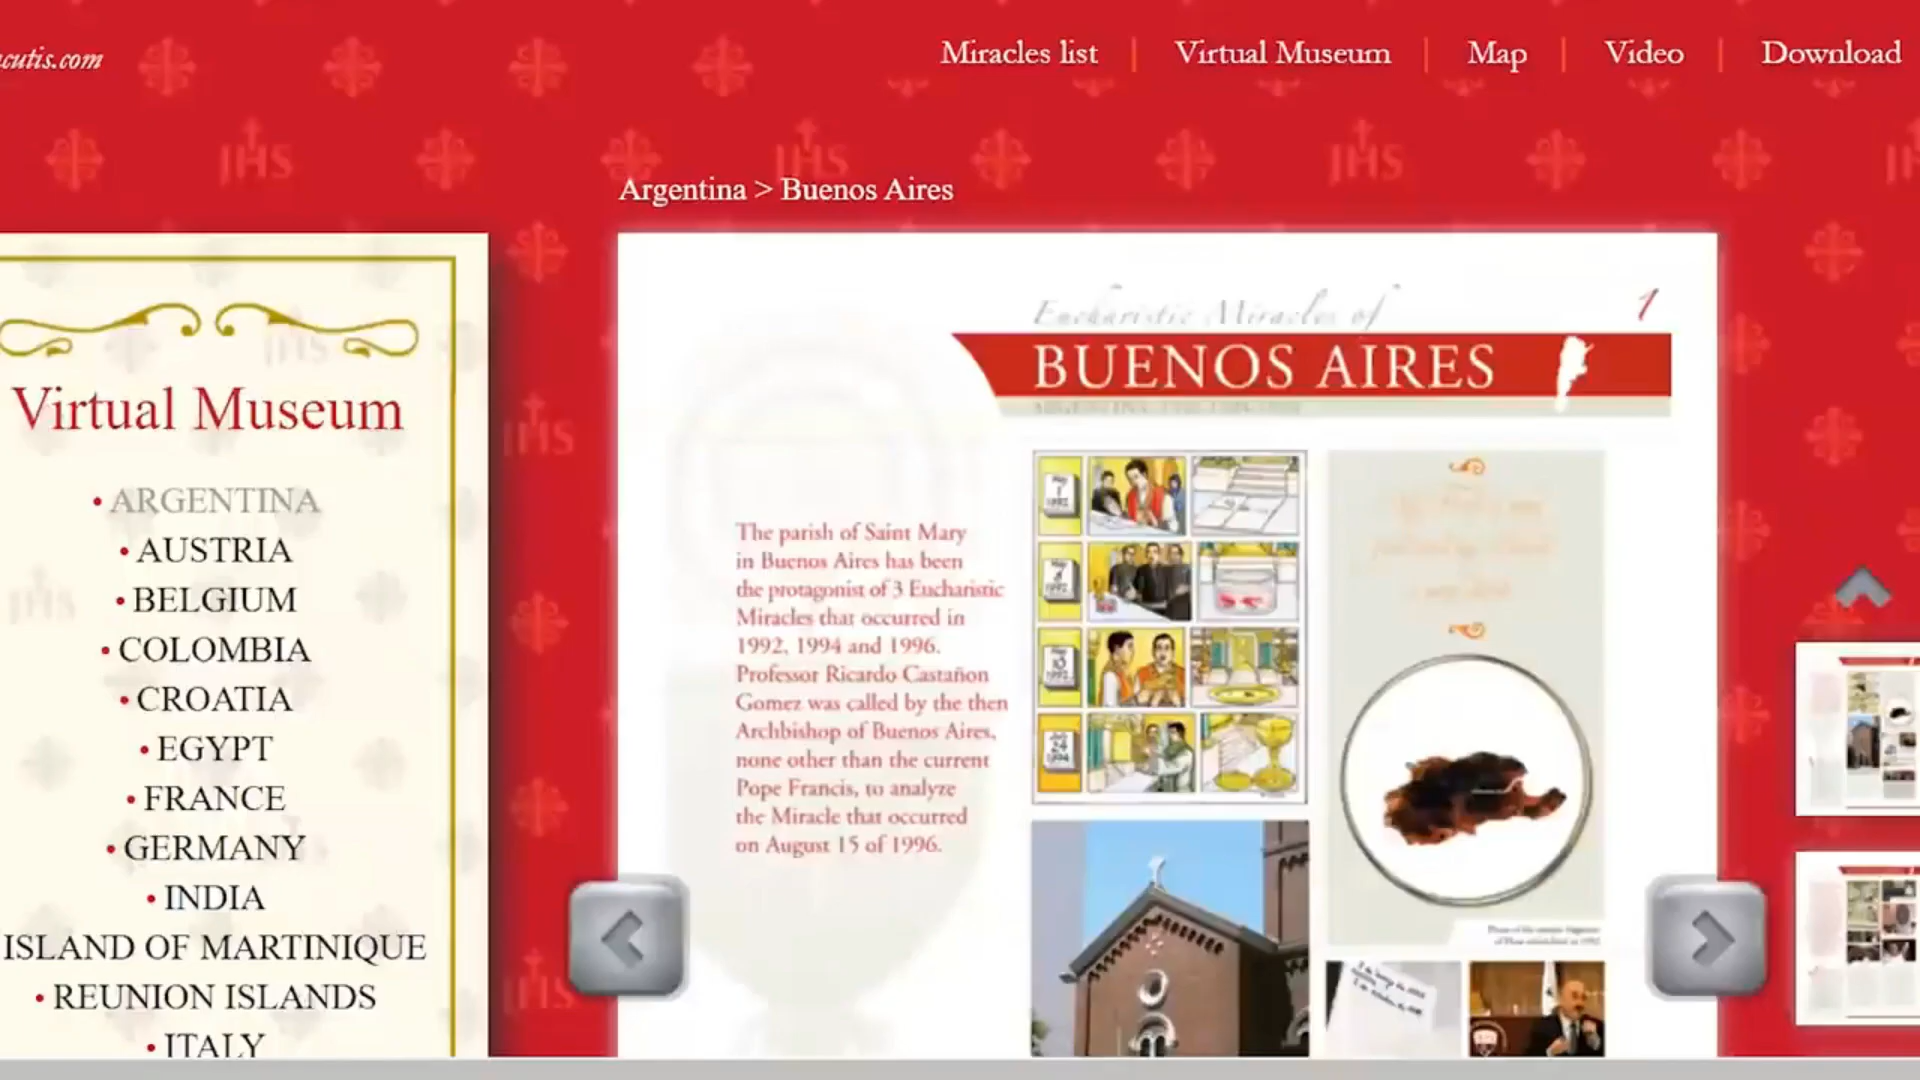 cutis.com
Miracles list | Virtual Museum | Map | Video | Download
Argentina > Buenos Aires
Virtual Museum
• ARGENTINA
• AUSTRIA
• BELGIUM
• COLOMBIA
• CROATIA
• EGYPT
• FRANCE
• GERMANY
• INDIA
ISLAND OF MARTINIQUE
• REUNION ISLANDS
• ITALY
Eucharistic Miracles of
1
BUENOS AIRES
The parish of Saint Mary
in Buenos Aires has been
the protagonist of 3 Eucharistic
Miracles that occurred in
1992, 1994 and 1996.
Professor Ricardo Castañon
Gomez was called by the then
Archbishop of Buenos Aires,
none other than the current
Pope Francis, to analyze
the Miracle that occurred
on August 15 of 1996.
JHS
JHS
JHS